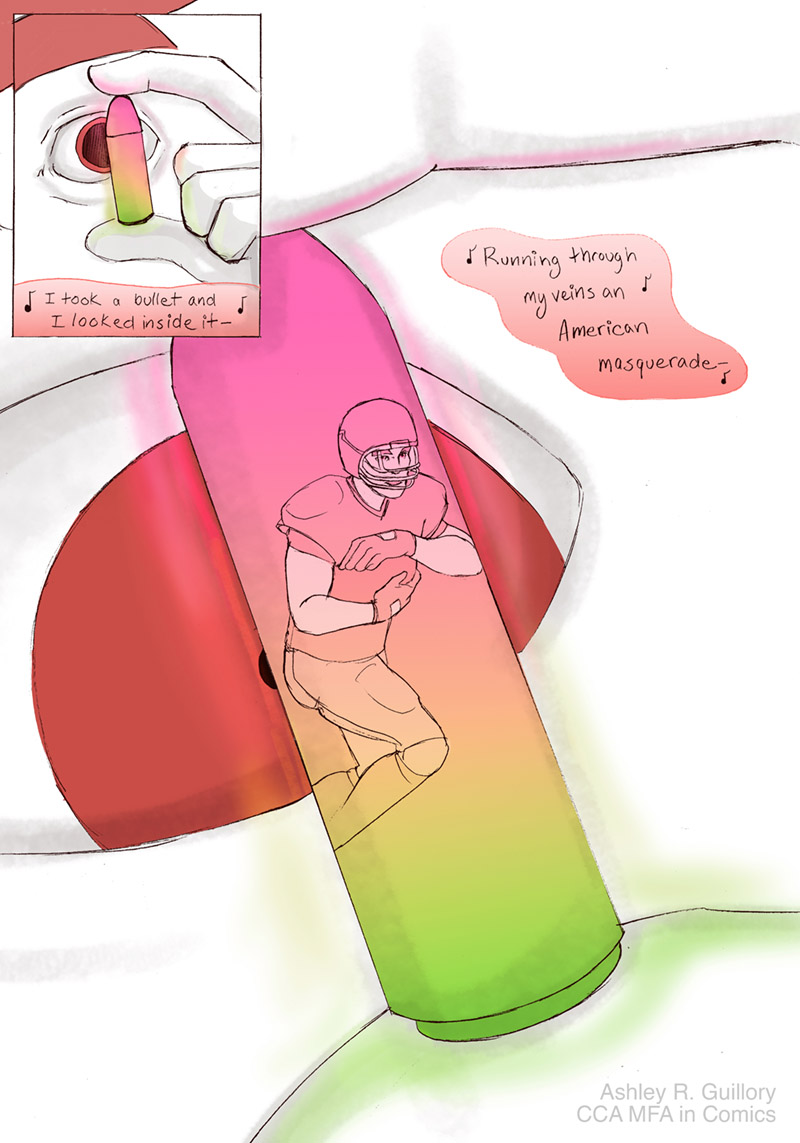 ♪ I took a bullet and ♪
I looked inside it—
♪ Running through
my veins an ♪
American
masquerade— ♪
Ashley R. Guillory
CCA MFA in Comics